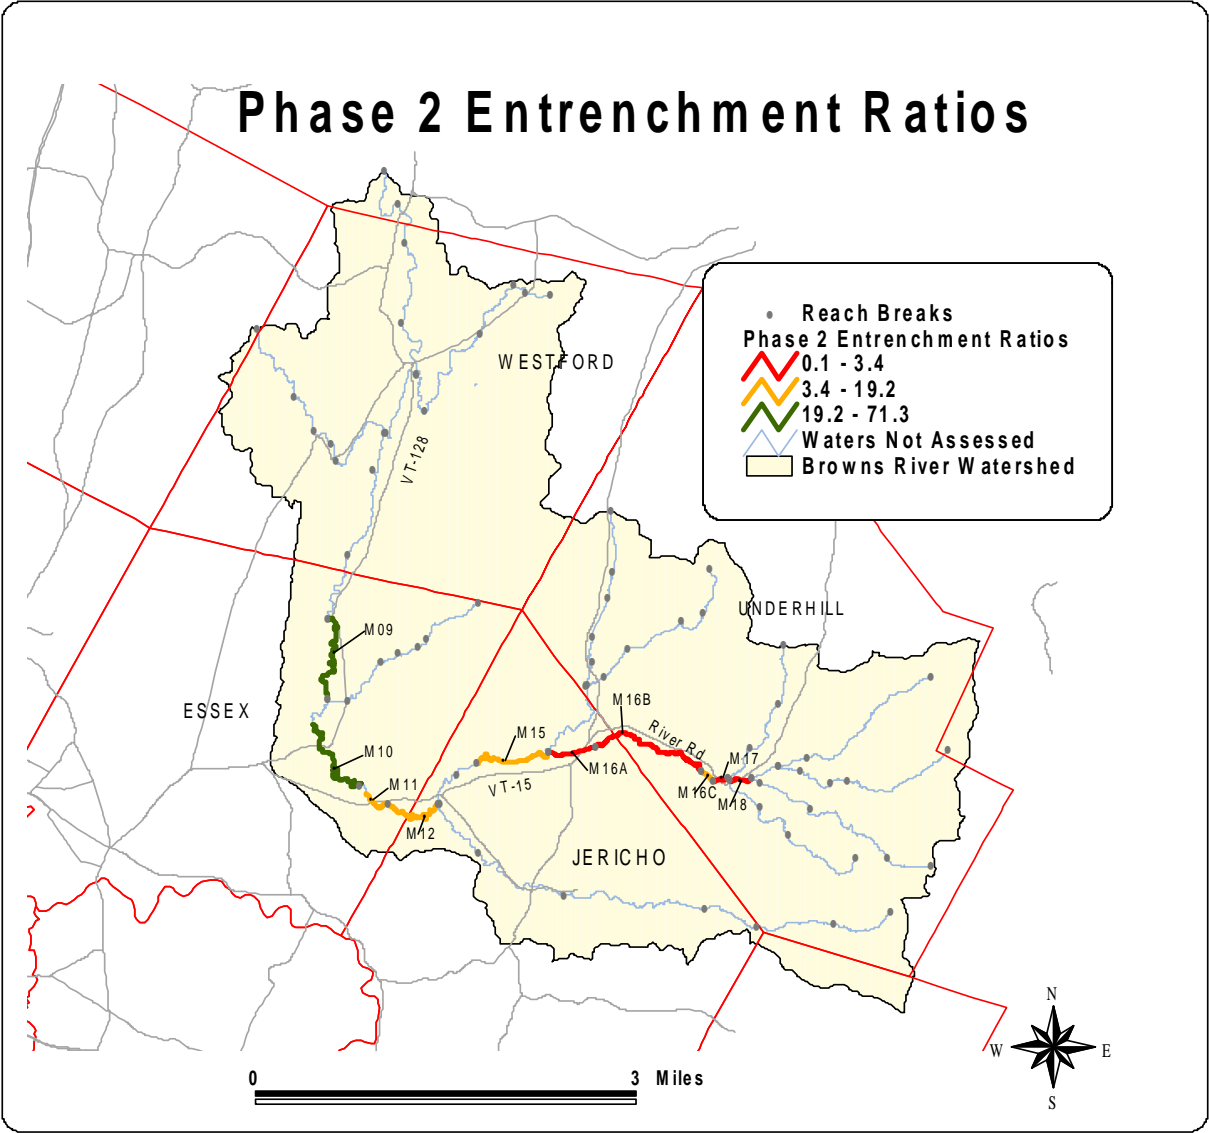 Phase 2 Entrenchment Ratios
Reach Breaks
Phase 2 Entrenchment Ratios
0.1 - 3.4
3.4 - 19.2
19.2 - 71.3
Waters Not Assessed
Browns River Watershed
WESTFORD
VT-128
UNDERHILL
M09
ESSEX
M16B
River Rd
M15
M10
M16A
M17
M11
VT-15
M16C
M18
M12
JERICHO
N
W
E
S
0
3 Miles